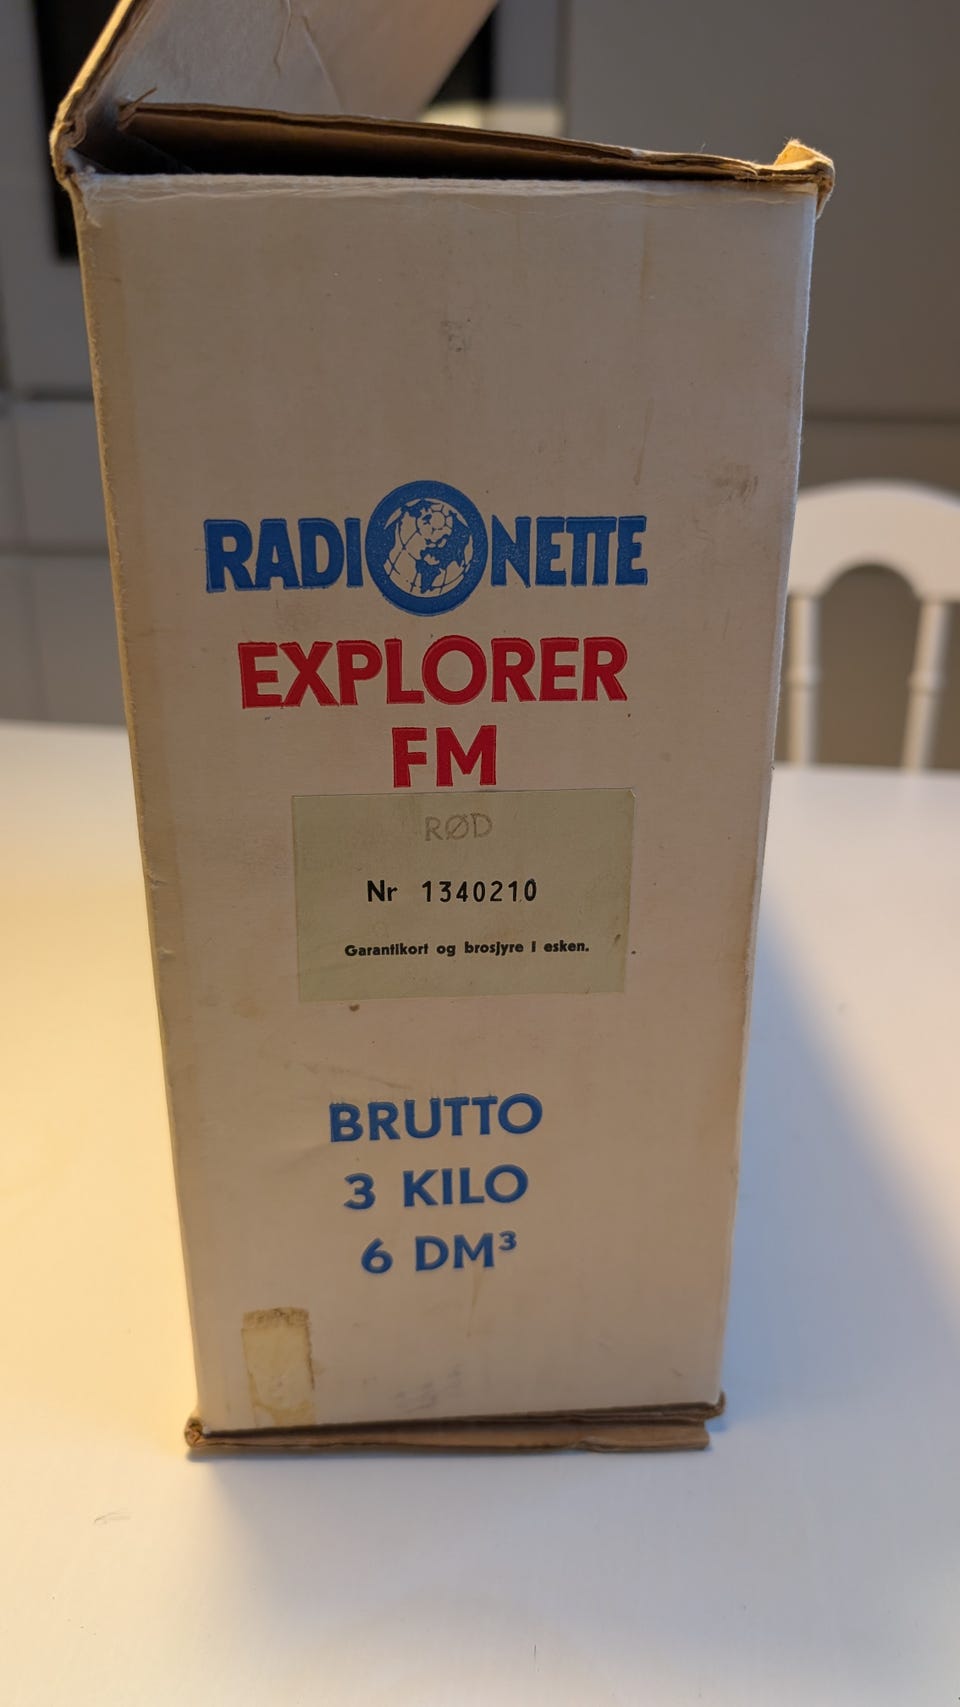 RADIONETTE
EXPLORER
FM
RØD
Nr 1340210
Garantikort og brosjyre i esken.
BRUTTO
3 KILO
6 DM³